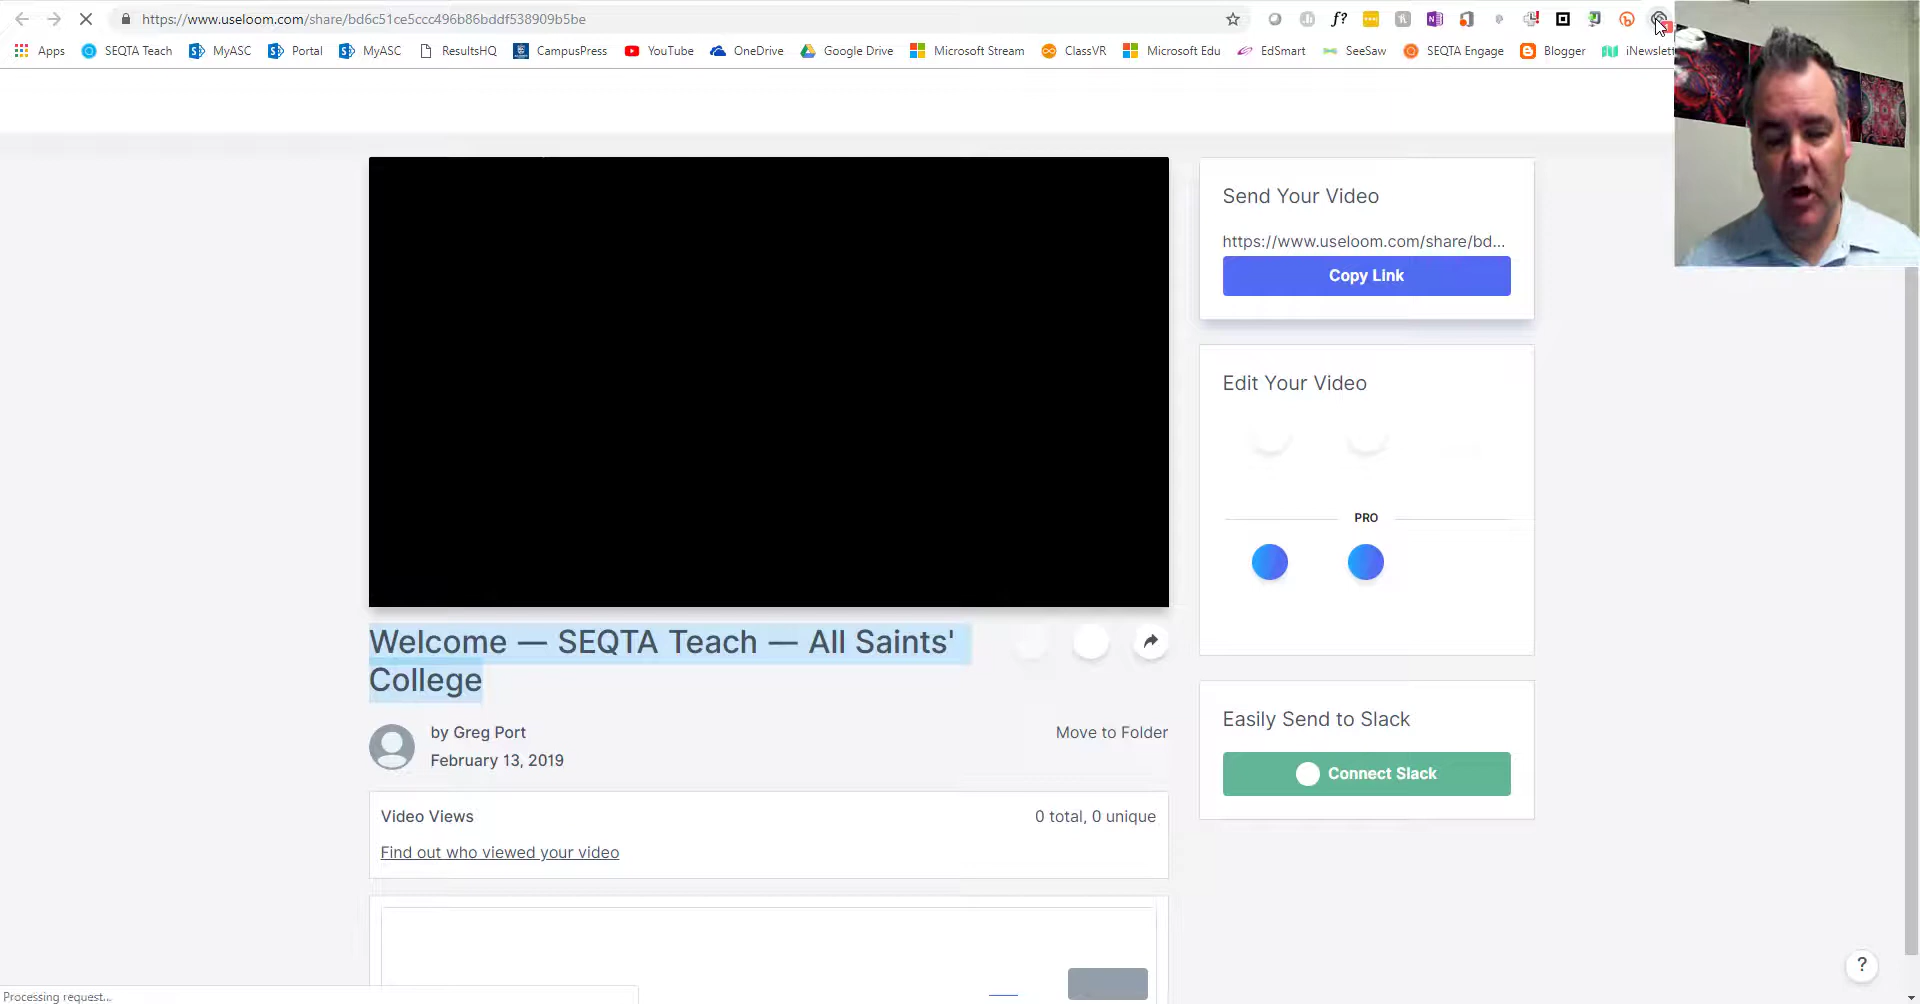 https://www.useloom.com/share/bd6c51ce5ccc496b86bddf538909b5be
f?
Apps SEQTA Teach MyASC Portal MyASC ResultsHQ CampusPress YouTube OneDrive Google Drive Microsoft Stream ClassVR Microsoft Edu EdSmart SeeSaw SEQTA Engage Blogger iNewslett
Send Your Video
https://www.useloom.com/share/bd...
Copy Link
Edit Your Video
PRO
Welcome — SEQTA Teach — All Saints'
College
by Greg Port
Move to Folder
February 13, 2019
Easily Send to Slack
Connect Slack
Video Views
0 total, 0 unique
Find out who viewed your video
?
Processing request...